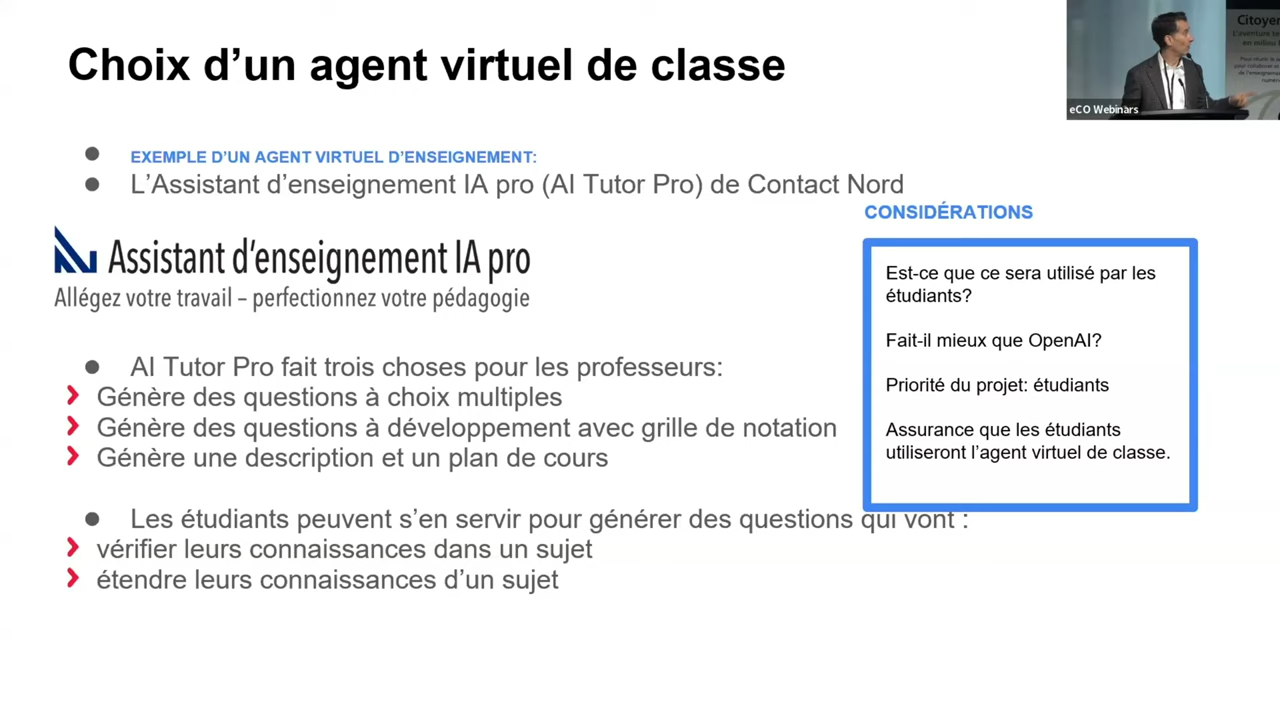 Choix d’un agent virtuel de classe
EXEMPLE D’UN AGENT VIRTUEL D’ENSEIGNEMENT:
L’Assistant d’enseignement IA pro (AI Tutor Pro) de Contact Nord
Assistant d’enseignement IA pro
Allégez votre travail – perfectionnez votre pédagogie
AI Tutor Pro fait trois choses pour les professeurs:
Génère des questions à choix multiples
Génère des questions à développement avec grille de notation
Génère une description et un plan de cours
Les étudiants peuvent s’en servir pour générer des questions qui vont :
vérifier leurs connaissances dans un sujet
étendre leurs connaissances d’un sujet
CONSIDÉRATIONS
Est-ce que ce sera utilisé par les
étudiants?
Fait-il mieux que OpenAI?
Priorité du projet: étudiants
Assurance que les étudiants
utiliseront l’agent virtuel de classe.
eCO Webinars
Citoyen
L’aventure
en milieu